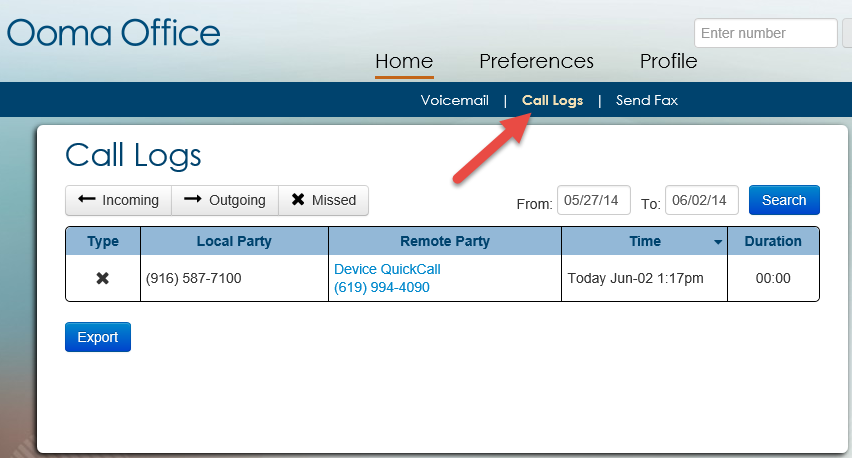 Ooma Office
Enter number
Home Preferences Profile
Voicemail | Call Logs | Send Fax
Call Logs
Incoming Outgoing Missed From: 05/27/14 To: 06/02/14 Search
Type Local Party Remote Party Time Duration
(916) 587-7100 Device QuickCall Today Jun-02 1:17pm 00:00
(619) 994-4090
Export